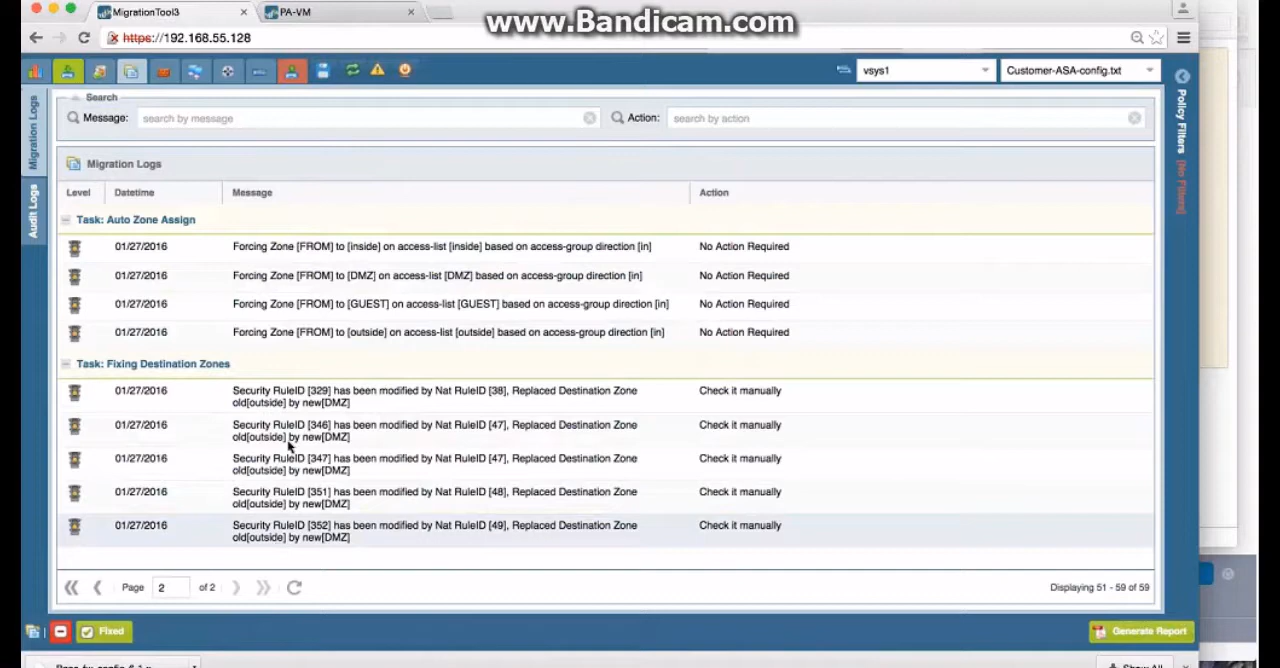 www.Bandicam.com
MigrationTool3
PA-VM
https://192.168.55.128
vsys1
Customer-ASA-config.txt
Search
Message:
search by message
Action:
search by action
Migration Logs
Audit Logs
Policy Filters [No Filters]
Migration Logs
Level Datetime Message Action
Task: Auto Zone Assign
01/27/2016 Forcing Zone [FROM] to [inside] on access-list [inside] based on access-group direction [in] No Action Required
01/27/2016 Forcing Zone [FROM] to [DMZ] on access-list [DMZ] based on access-group direction [in] No Action Required
01/27/2016 Forcing Zone [FROM] to [GUEST] on access-list [GUEST] based on access-group direction [in] No Action Required
01/27/2016 Forcing Zone [FROM] to [outside] on access-list [outside] based on access-group direction [in] No Action Required
Task: Fixing Destination Zones
01/27/2016 Security RuleID [329] has been modified by Nat RuleID [38], Replaced Destination Zone Check it manually
old[outside] by new[DMZ]
01/27/2016 Security RuleID [346] has been modified by Nat RuleID [47], Replaced Destination Zone Check it manually
old[outside] by new[DMZ]
01/27/2016 Security RuleID [347] has been modified by Nat RuleID [47], Replaced Destination Zone Check it manually
old[outside] by new[DMZ]
01/27/2016 Security RuleID [351] has been modified by Nat RuleID [48], Replaced Destination Zone Check it manually
old[outside] by new[DMZ]
01/27/2016 Security RuleID [352] has been modified by Nat RuleID [49], Replaced Destination Zone Check it manually
old[outside] by new[DMZ]
Page 2 of 2
Displaying 51 - 59 of 59
Fixed
Generate Report
Show All